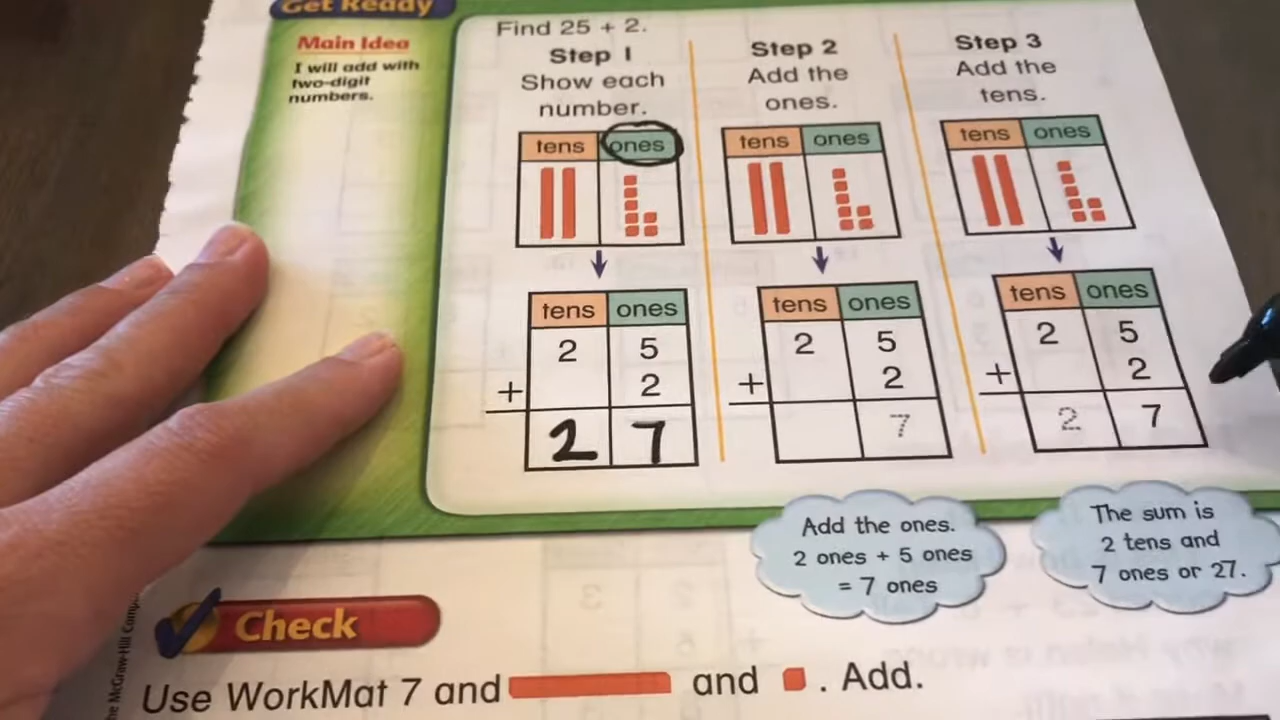 Get Ready
Main Idea
I will add with
two-digit
numbers.
Find 25 + 2.
Step 1
Show each
number.
tens ones
tens ones
2 5
+ 2
2 7
Step 2
Add the
ones.
tens ones
tens ones
2 5
+ 2
7
Add the ones.
2 ones + 5 ones
= 7 ones
Step 3
Add the
tens.
tens ones
tens ones
2 5
+ 2
2 7
The sum is
2 tens and
7 ones or 27.
Check
Use WorkMat 7 and and . Add.
McGraw-Hill